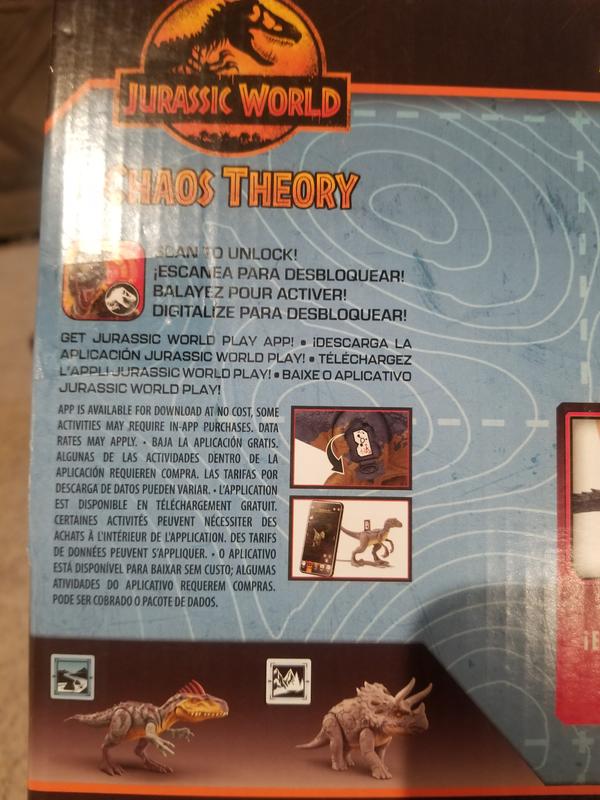 JURASSIC WORLD
CHAOS THEORY
SCAN TO UNLOCK!
¡ESCANEA PARA DESBLOQUEAR!
BALAYEZ POUR ACTIVER!
DIGITALIZE PARA DESBLOQUEAR!
GET JURASSIC WORLD PLAY APP! • ¡DESCARGA LA
APLICACIÓN JURASSIC WORLD PLAY! • TÉLÉCHARGEZ
L'APPLI JURASSIC WORLD PLAY! • BAIXE O APLICATIVO
JURASSIC WORLD PLAY!
APP IS AVAILABLE FOR DOWNLOAD AT NO COST, SOME
ACTIVITIES MAY REQUIRE IN-APP PURCHASES. DATA
RATES MAY APPLY. • BAJA LA APLICACIÓN GRATIS.
ALGUNAS DE LAS ACTIVIDADES DENTRO DE LA
APLICACIÓN REQUIEREN COMPRA. LAS TARIFAS POR
DESCARGA DE DATOS PUEDEN VARIAR. • L'APPLICATION
EST DISPONIBLE EN TÉLÉCHARGEMENT GRATUIT.
CERTAINES ACTIVITÉS PEUVENT NÉCESSITER DES
ACHATS À L'INTÉRIEUR DE L'APPLICATION. DES TARIFS
DE DONNÉES PEUVENT S'APPLIQUER. • O APLICATIVO
ESTÁ DISPONÍVEL PARA BAIXAR SEM CUSTO; ALGUMAS
ATIVIDADES DO APLICATIVO REQUEREM COMPRAS.
PODE SER COBRADO O PACOTE DE DADOS.
¡E